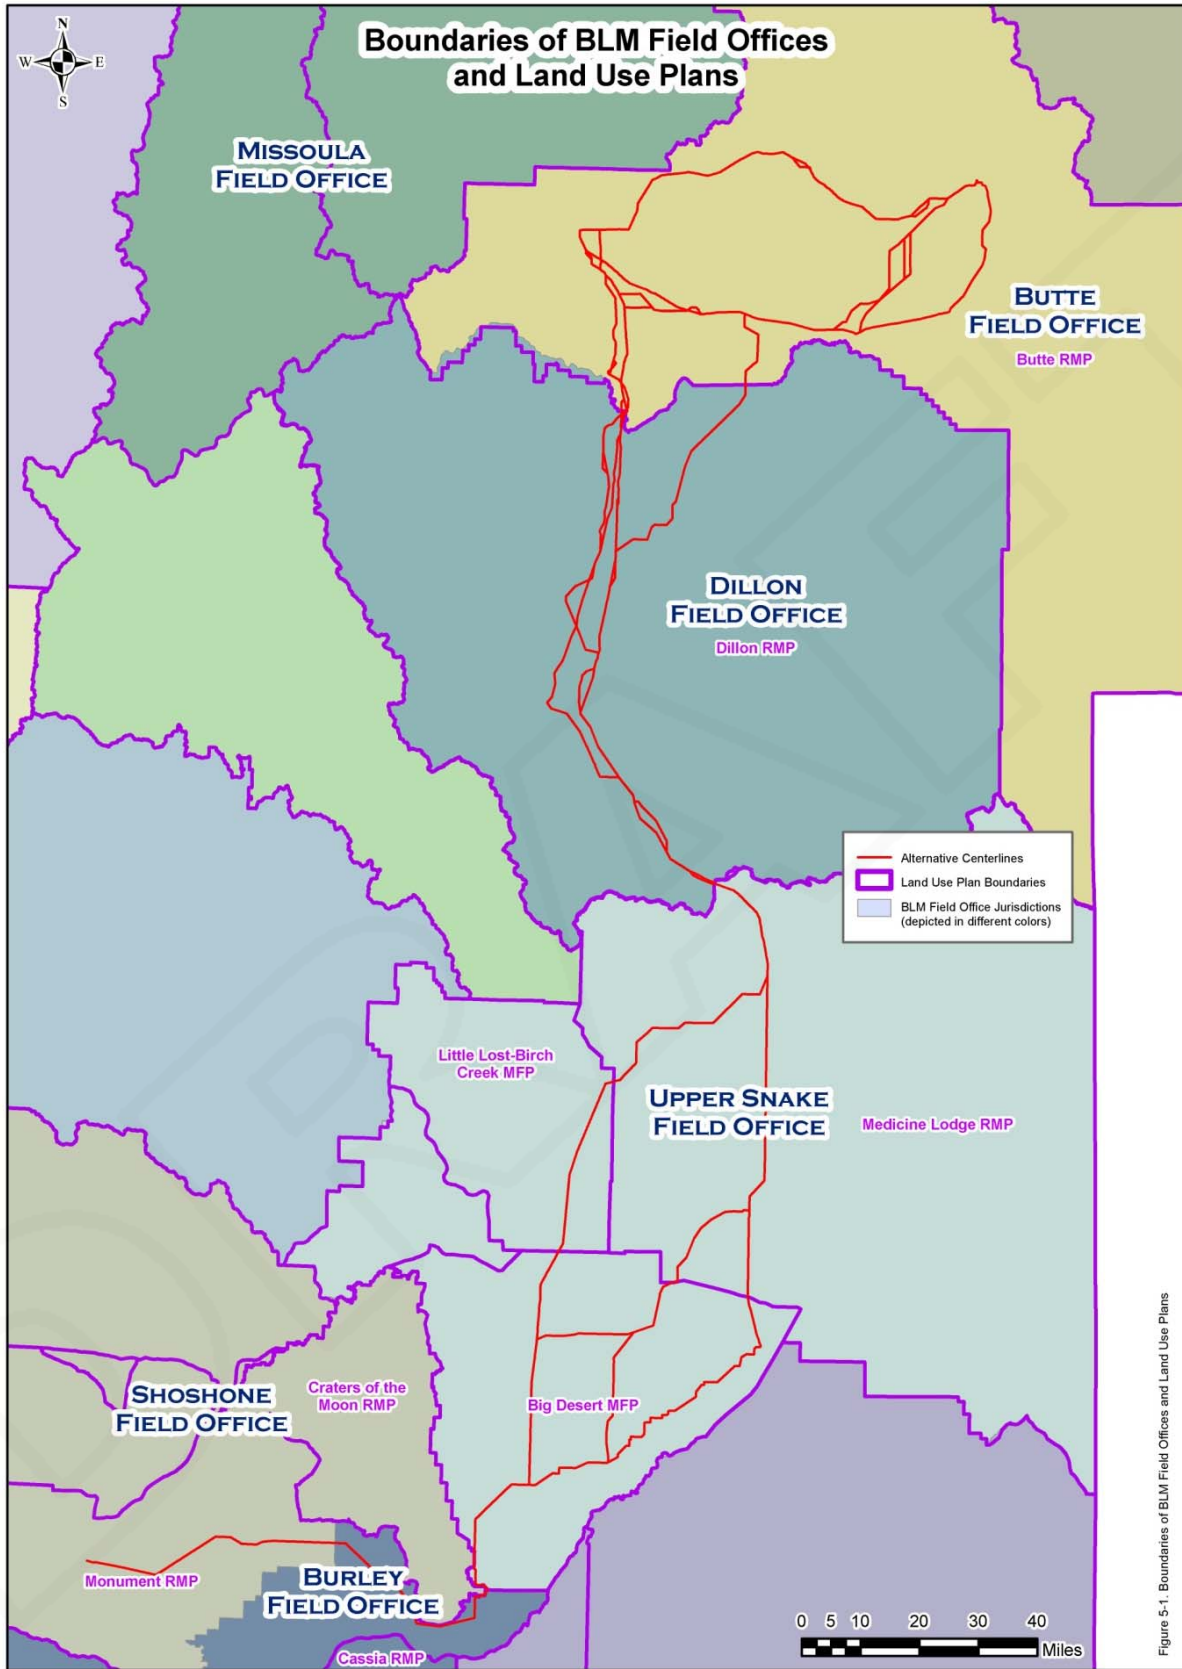 Boundaries of BLM Field Offices
and Land Use Plans
N
W E
S
MISSOULA
FIELD OFFICE
BUTTE
FIELD OFFICE
Butte RMP
DILLON
FIELD OFFICE
Dillon RMP
Alternative Centerlines
Land Use Plan Boundaries
BLM Field Office Jurisdictions
(depicted in different colors)
Little Lost-Birch
Creek MFP
UPPER SNAKE
FIELD OFFICE
Medicine Lodge RMP
SHOSHONE
FIELD OFFICE
Craters of the
Moon RMP
Big Desert MFP
Monument RMP
BURLEY
FIELD OFFICE
Cassia RMP
0 5 10 20 30 40
Miles
Figure 5-1. Boundaries of BLM Field Offices and Land Use Plans
DRAFT